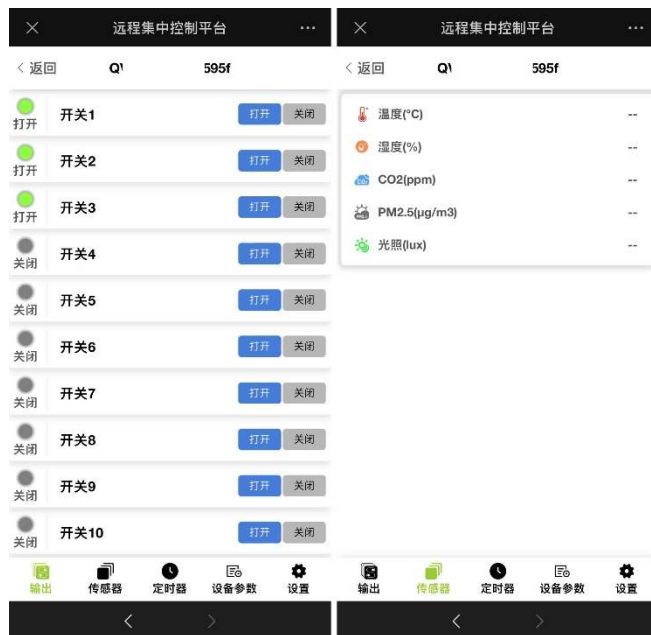 远程集中控制平台
返回 595f
打开 开关1 打开 关闭
打开 开关2 打开 关闭
打开 开关3 打开 关闭
关闭 开关4 打开 关闭
关闭 开关5 打开 关闭
关闭 开关6 打开 关闭
关闭 开关7 打开 关闭
关闭 开关8 打开 关闭
关闭 开关9 打开 关闭
关闭 开关10 打开 关闭
输出 传感器 定时器 设备参数 设置
远程集中控制平台
返回 595f
温度(°C) --
湿度(%) --
CO2(ppm) --
PM2.5(μg/m3) --
光照(lux) --
输出 传感器 定时器 设备参数 设置